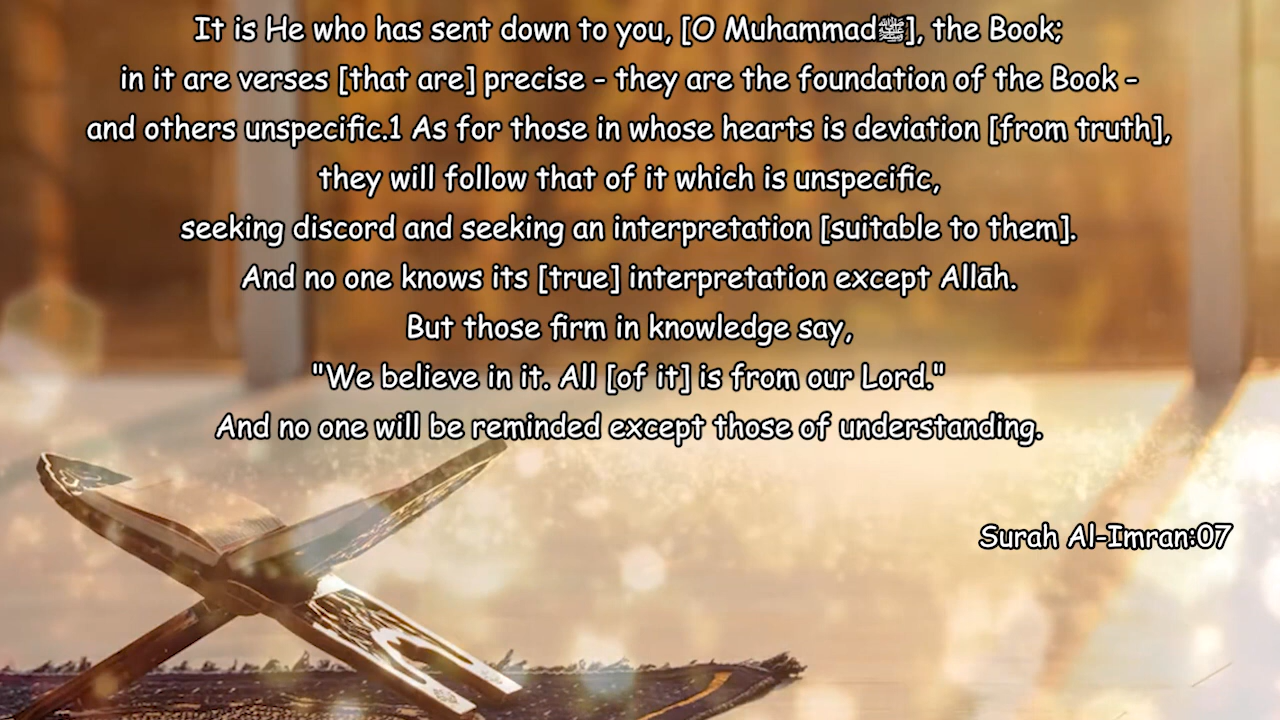 It is He who has sent down to you, [O Muhammadﷺ], the Book;
in it are verses [that are] precise – they are the foundation of the Book –
and others unspecific.1 As for those in whose hearts is deviation [from truth],
they will follow that of it which is unspecific,
seeking discord and seeking an interpretation [suitable to them].
And no one knows its [true] interpretation except Allāh.
But those firm in knowledge say,
"We believe in it. All [of it] is from our Lord."
And no one will be reminded except those of understanding.
Surah Al-Imran:07